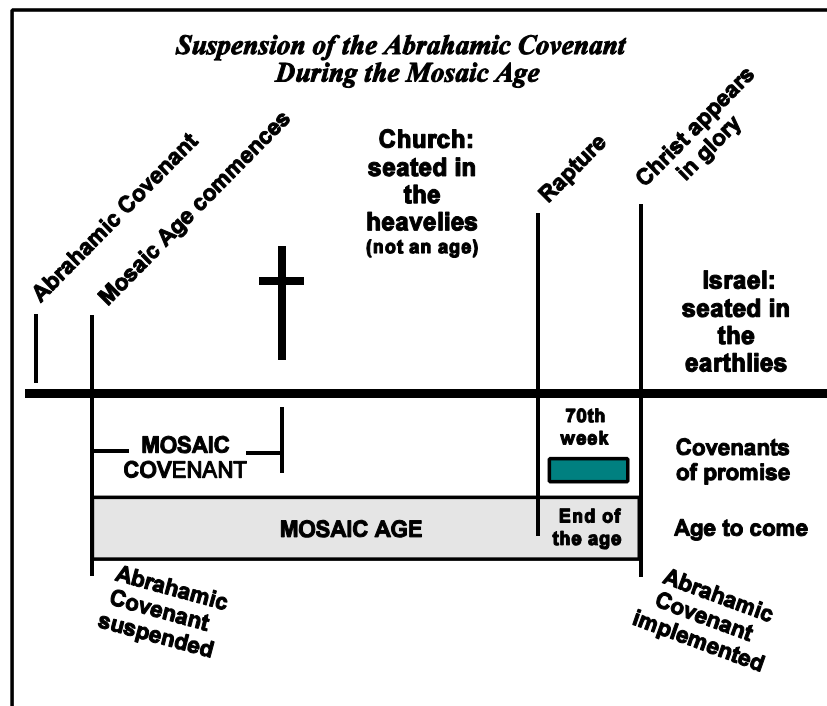 Suspension of the Abrahamic Covenant
During the Mosaic Age
Abrahamic Covenant
Mosaic Age commences
Church:
seated in
the
heavelies
(not an age)
Rapture
Christ appears
in glory
Israel:
seated in
the
earthlies
MOSAIC
COVENANT
70th
week
Covenants
of promise
MOSAIC AGE
End of
the age
Age to come
Abrahamic
Covenant
suspended
Abrahamic
Covenant
implemented